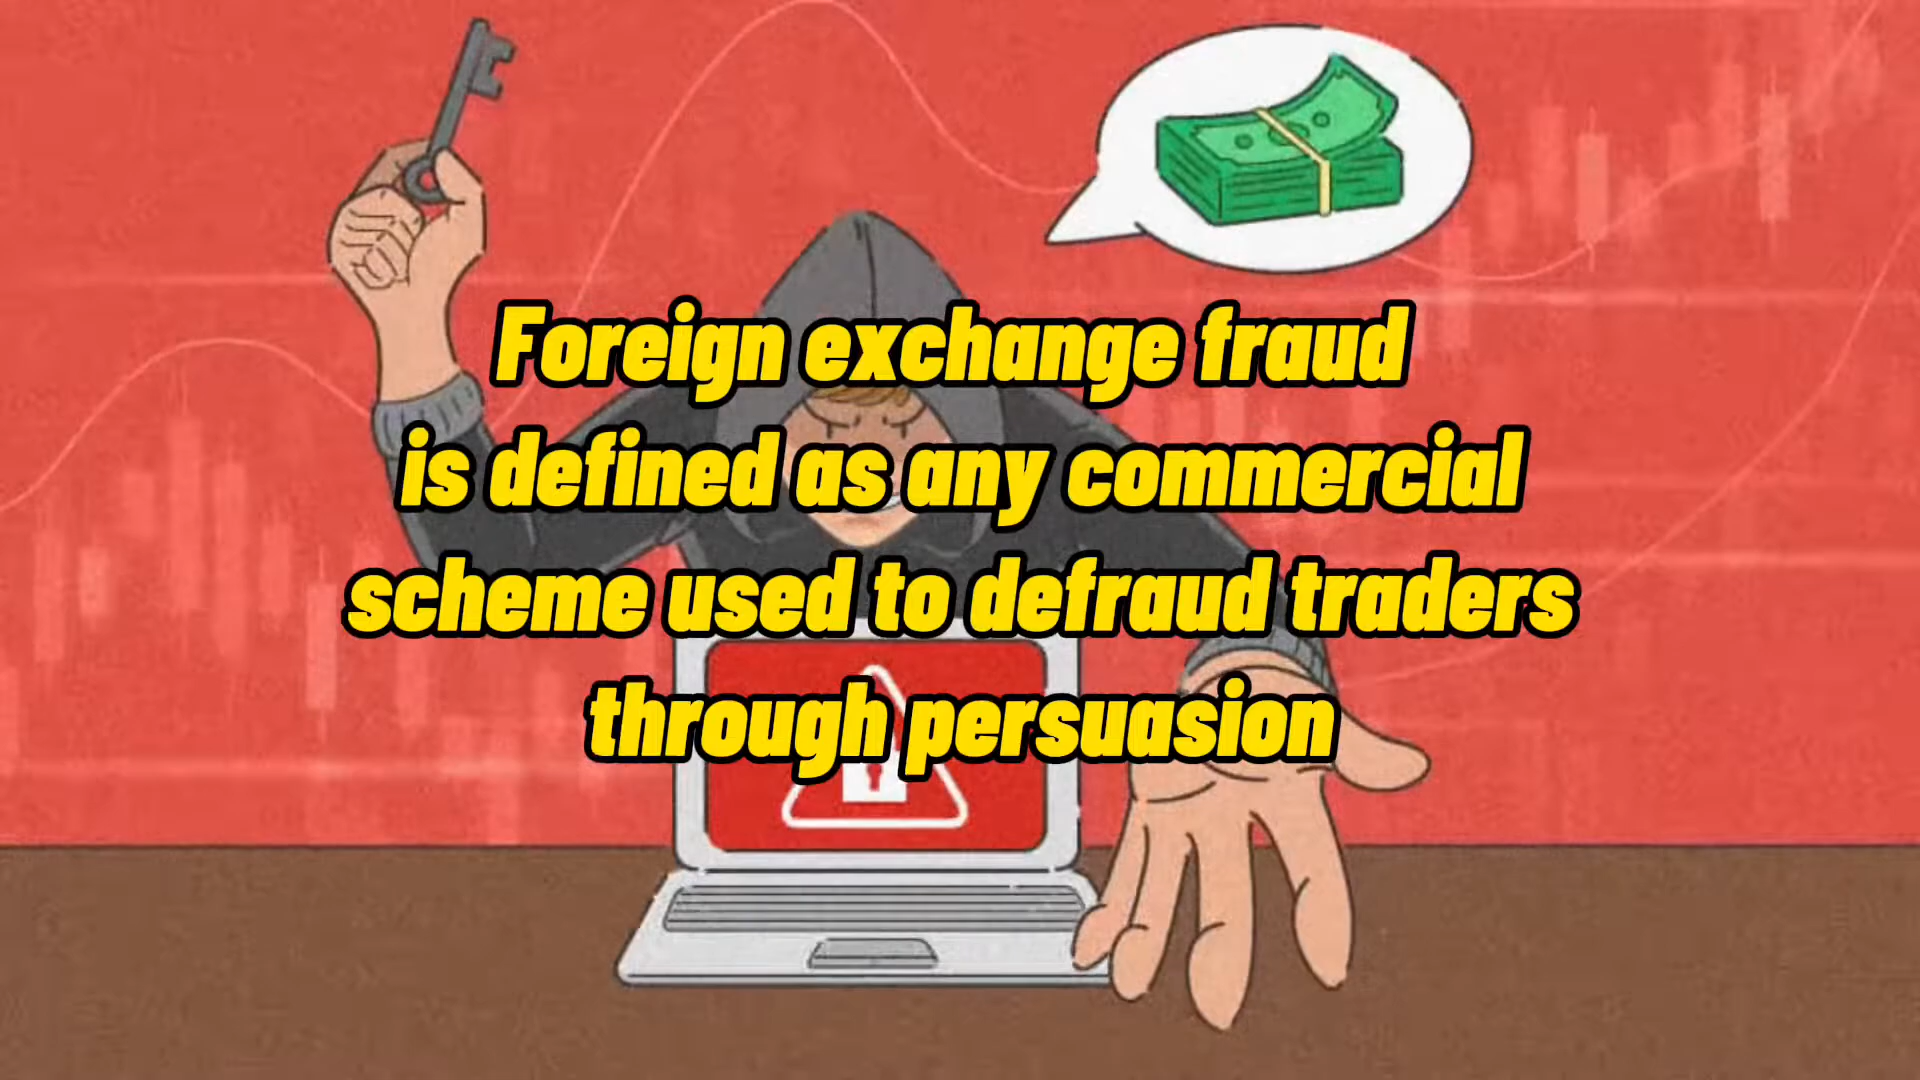 Foreign exchange fraud
is defined as any commercial
scheme used to defraud traders
through persuasion